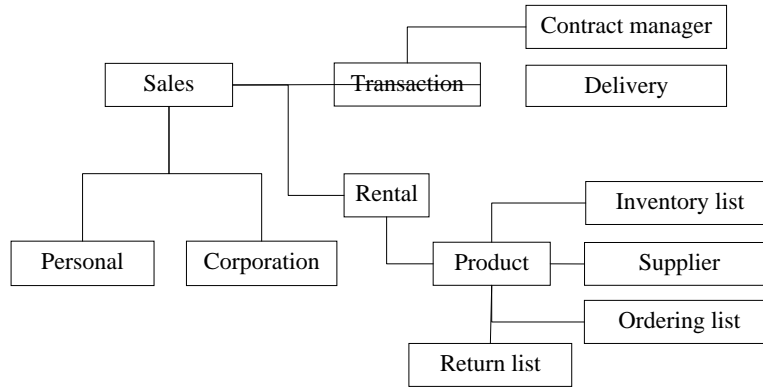 Contract manager
Sales
Transaction
Delivery
Rental
Inventory list
Personal
Corporation
Product
Supplier
Ordering list
Return list